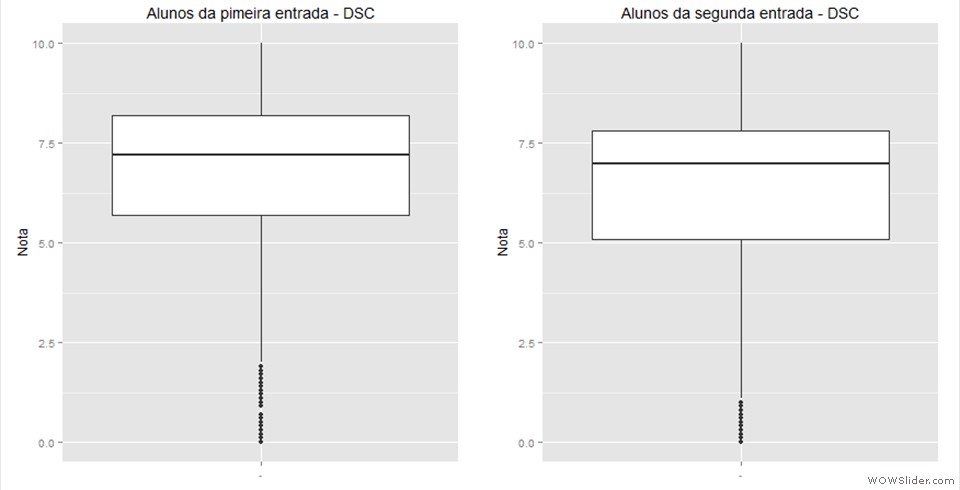 Alunos da pimeira entrada - DSC
10.0
7.5
5.0
2.5
0.0
Nota
-
Alunos da segunda entrada - DSC
10.0
7.5
5.0
2.5
0.0
Nota
-
WOWSlider.com